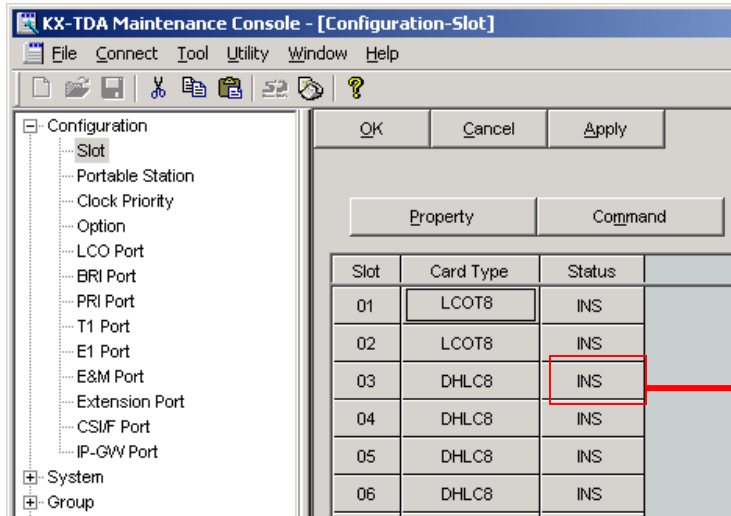 KX-TDA Maintenance Console - [Configuration-Slot]
File Connect Tool Utility Window Help
Configuration
Slot
Portable Station
Clock Priority
Option
LCO Port
BRI Port
PRI Port
T1 Port
E1 Port
E&M Port
Extension Port
CSI/F Port
IP-GW Port
System
Group
OK Cancel Apply
Property Command
Slot Card Type Status
01 LCOT8 INS
02 LCOT8 INS
03 DHLC8 INS
04 DHLC8 INS
05 DHLC8 INS
06 DHLC8 INS